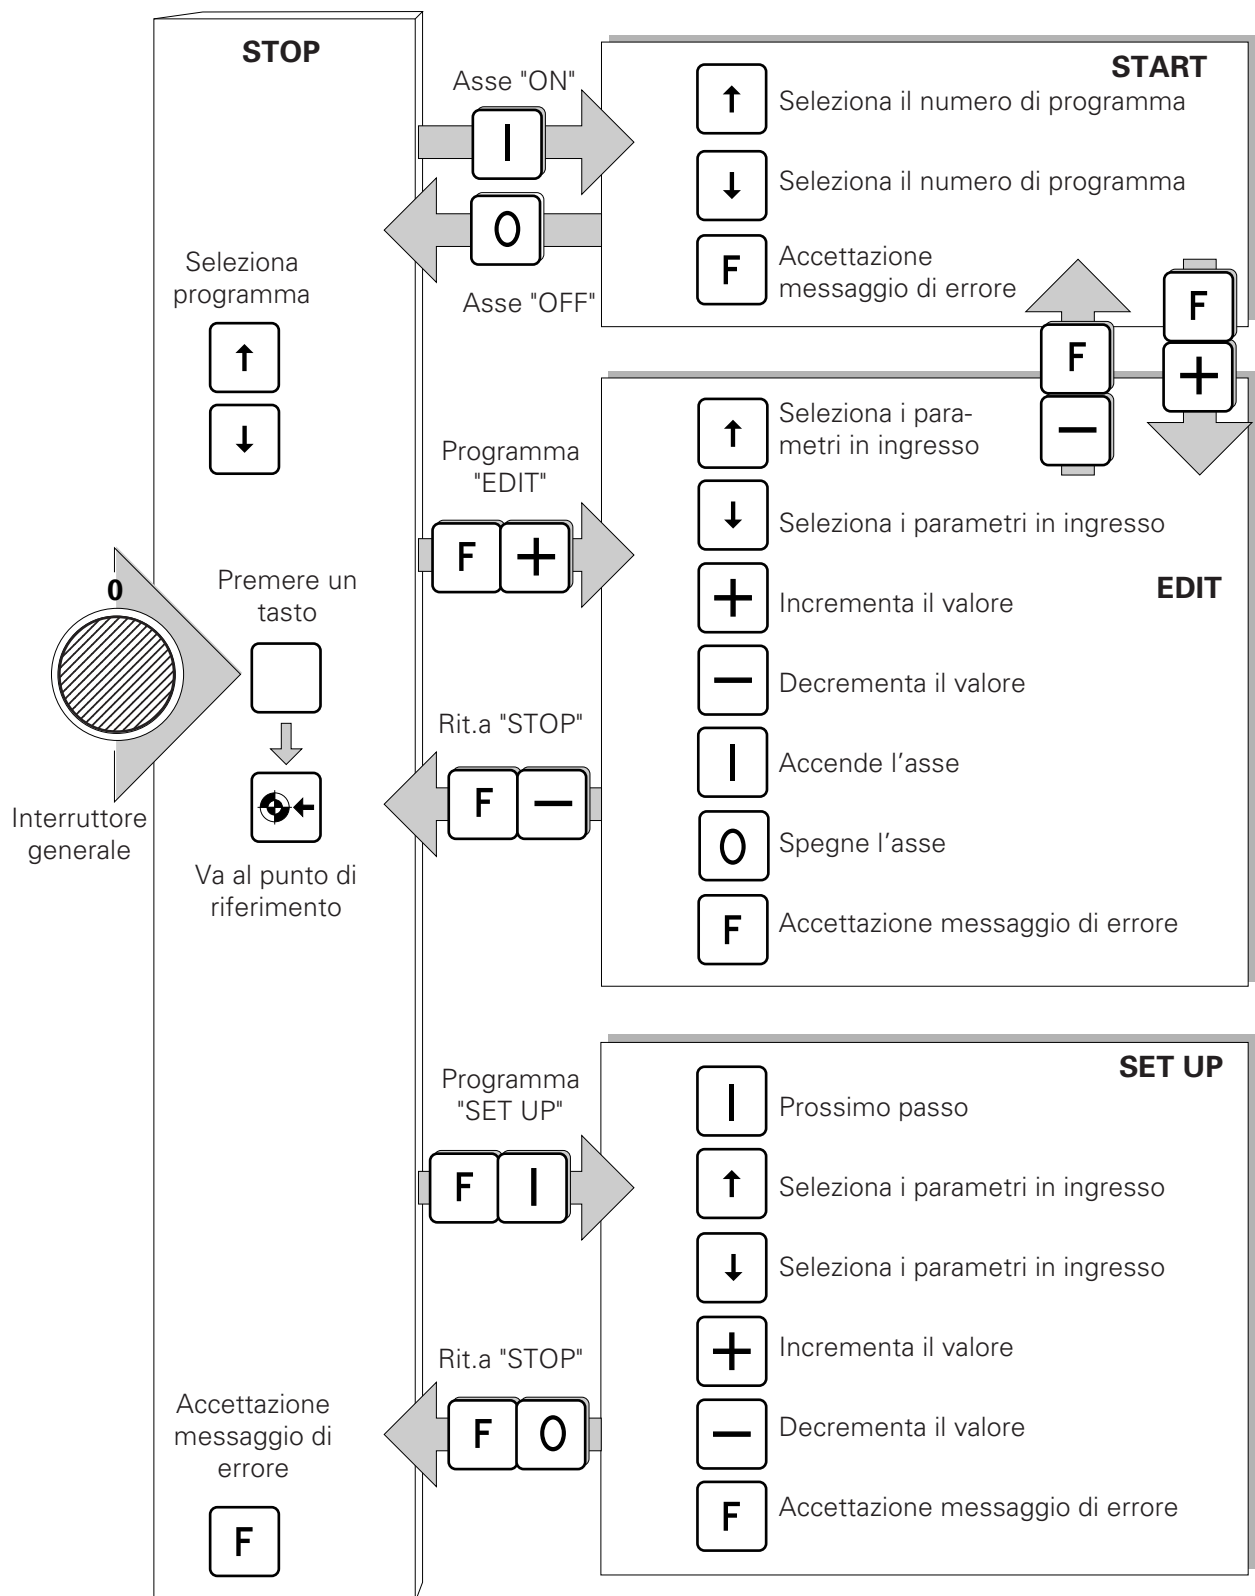 STOP
Seleziona
programma
↑
↓
0
Interruttore
generale
Premere un
tasto
Va al punto di
riferimento
Accettazione
messaggio di
errore
F
Asse "ON"
I
O
Asse "OFF"
START
↑ Seleziona il numero di programma
↓ Seleziona il numero di programma
F Accettazione
messaggio di errore
F
—
F
+
Programma
"EDIT"
F +
Rit.a "STOP"
F —
EDIT
↑ Seleziona i para-
metri in ingresso
↓ Seleziona i parametri in ingresso
+ Incrementa il valore
— Decrementa il valore
I Accende l'asse
O Spegne l'asse
F Accettazione messaggio di errore
Programma
"SET UP"
F I
Rit.a "STOP"
F O
SET UP
I Prossimo passo
↑ Seleziona i parametri in ingresso
↓ Seleziona i parametri in ingresso
+ Incrementa il valore
— Decrementa il valore
F Accettazione messaggio di errore